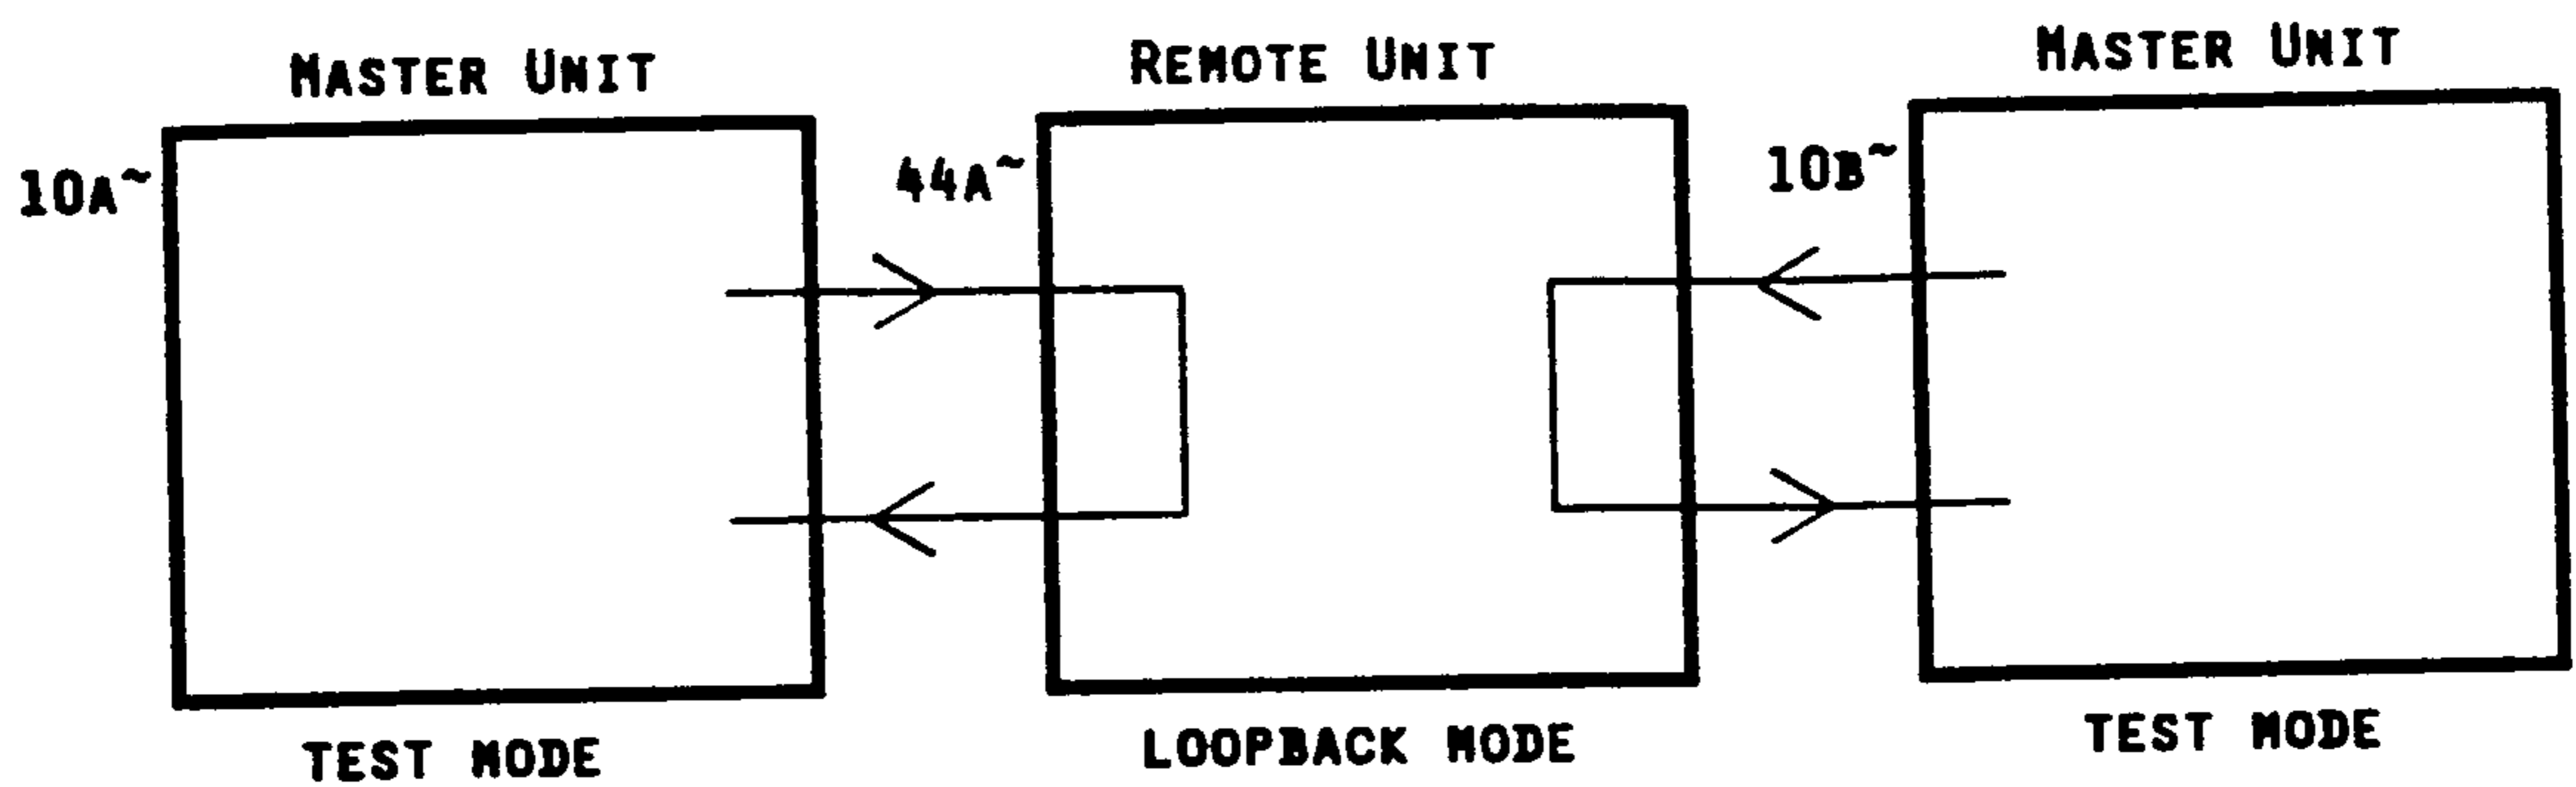 MASTER UNIT
REMOTE UNIT
MASTER UNIT
10A~
44A~
10B~
TEST MODE
LOOPBACK MODE
TEST MODE